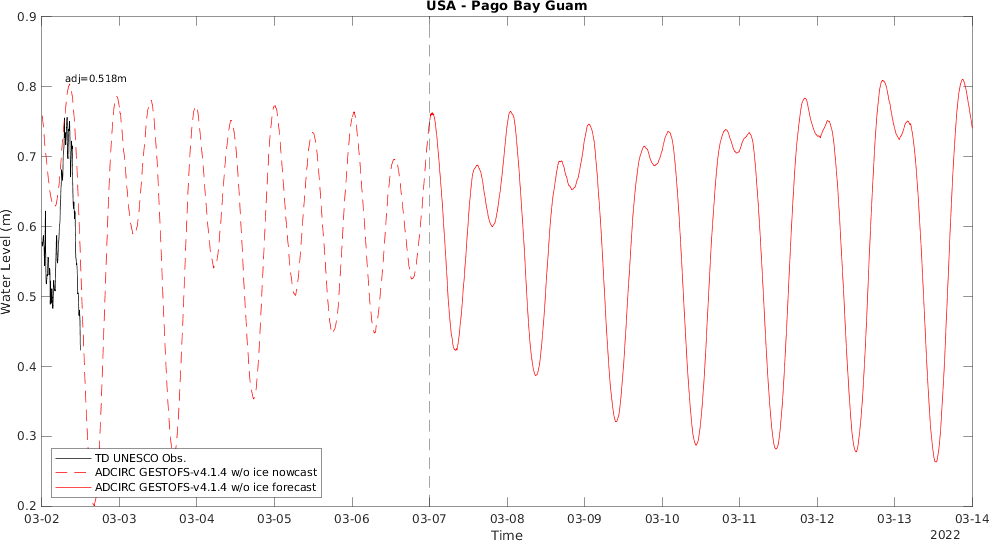 USA - Pago Bay Guam
0.9
0.8
0.7
0.6
0.5
0.4
0.3
0.2
Water Level (m)
adj=0.518m
TD UNESCO Obs.
ADCIRC GESTOFS-v4.1.4 w/o ice nowcast
ADCIRC GESTOFS-v4.1.4 w/o ice forecast
03-02 03-03 03-04 03-05 03-06 03-07 03-08 03-09 03-10 03-11 03-12 03-13 03-14
Time
2022